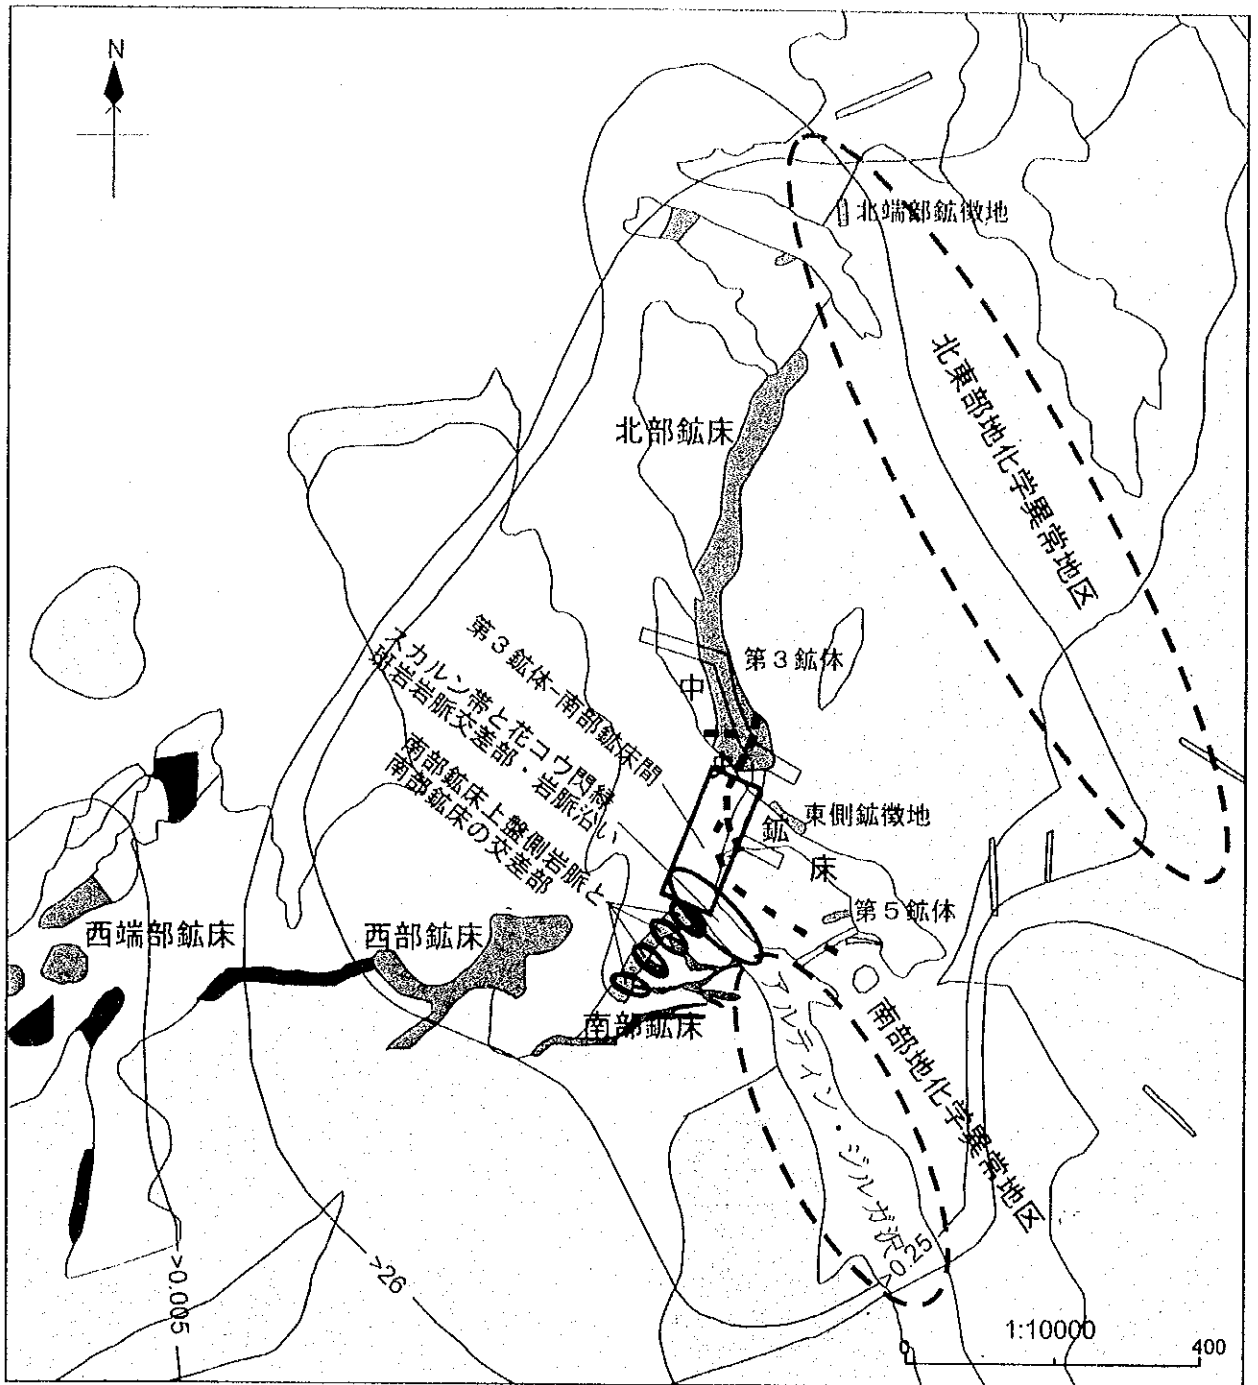 N
北端部鉱徴地
北東部地化学異常地区
北部鉱床
第3鉱体-南部鉱床間
スカルン帯と花コウ閃緑
斑岩岩脈交差部・岩脈沿い
南部鉱床上盤側岩脈と
南部鉱床の交差部
第3鉱体
中
央
鉱
床
東側鉱徴地
第5鉱体
西端部鉱床
西部鉱床
南部鉱床
アルティン・ジルガ沢
南部地化学異常地区
>0.25
>0.005
>26
1:10000
0
400